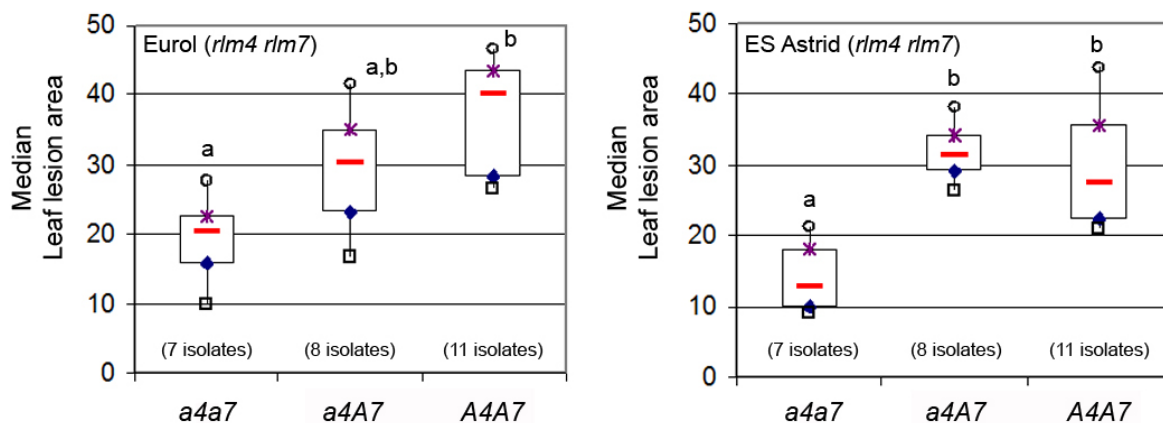 Median
Leaf lesion area
50
40
30
20
10
0
Eurol (rlm4 rlm7)
a
a,b
b
(7 isolates)
(8 isolates)
(11 isolates)
a4a7
a4A7
A4A7
Median
Leaf lesion area
50
40
30
20
10
0
ES Astrid (rlm4 rlm7)
a
b
b
(7 isolates)
(8 isolates)
(11 isolates)
a4a7
a4A7
A4A7